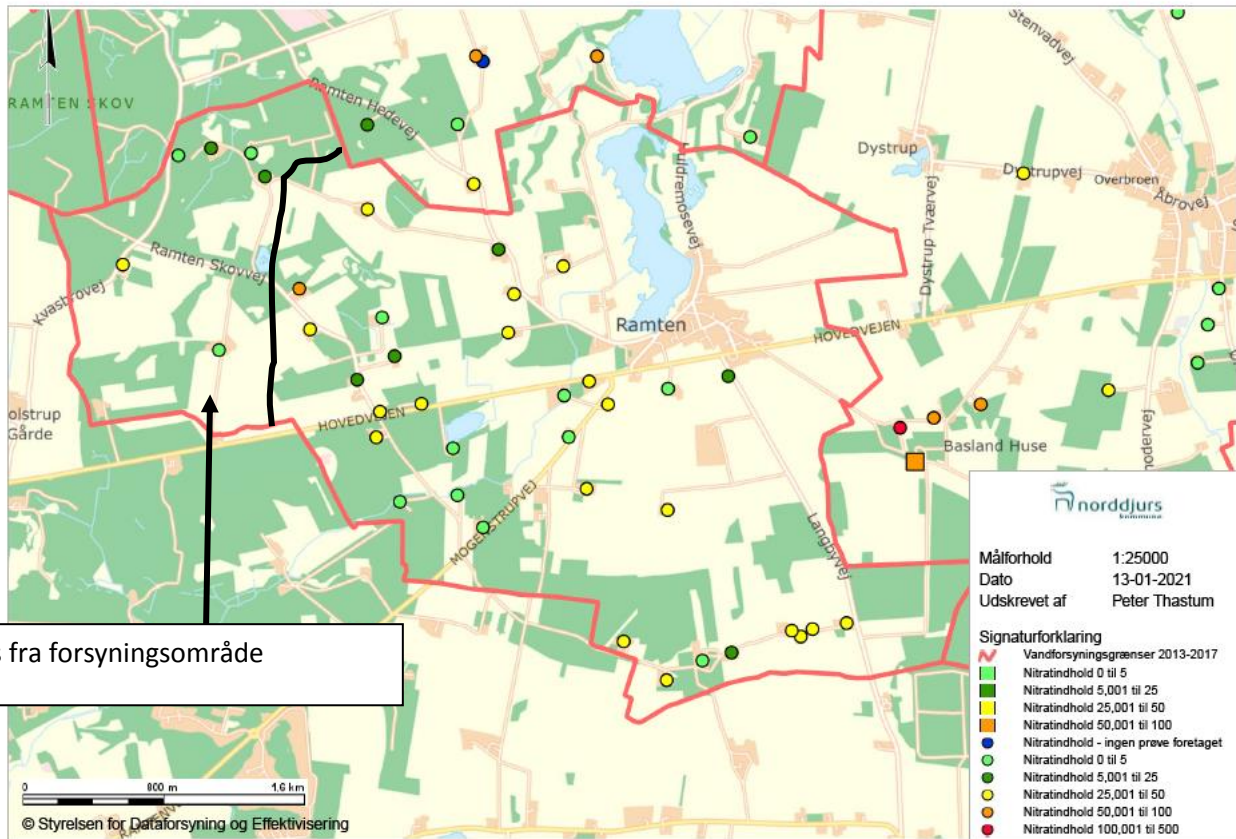 RAMTEN SKOV
Ramten Hedevej
Stenvadvej
Dystrup
Dystrupvej
Overbroen
Åbrovej
Dystrup Tværvej
Ramten Skovvej
Kvasbrovej
Ramten
HOVEDVEJEN
HOVEDVEJEN
Gårde
Basland Huse
MOGENSTRUPVEJ
Langbyvej
fra forsyningsområde
norddjurs
kommune
Målforhold 1:25000
Dato 13-01-2021
Udskrevet af Peter Thastum
Signaturforklaring
Vandforsyningsgrænser 2013-2017
Nitratindhold 0 til 5
Nitratindhold 5,001 til 25
Nitratindhold 25,001 til 50
Nitratindhold 50,001 til 100
Nitratindhold - ingen prøve foretaget
Nitratindhold 0 til 5
Nitratindhold 5,001 til 25
Nitratindhold 25,001 til 50
Nitratindhold 50,001 til 100
Nitratindhold 100,001 til 500
0 800 m 1.6 km
© Styrelsen for Dataforsyning og Effektivisering